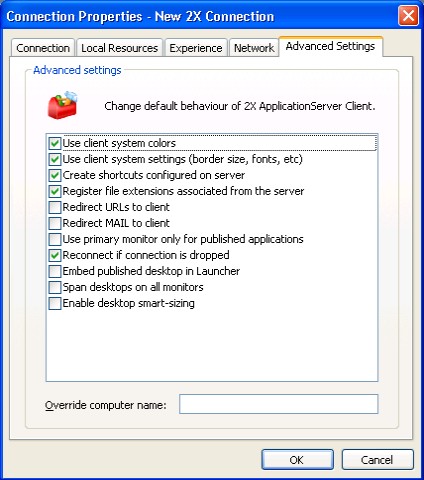 Connection Properties - New 2X Connection
Connection Local Resources Experience Network Advanced Settings
Advanced settings
Change default behaviour of 2X ApplicationServer Client.
Use client system colors
Use client system settings (border size, fonts, etc)
Create shortcuts configured on server
Register file extensions associated from the server
Redirect URLs to client
Redirect MAIL to client
Use primary monitor only for published applications
Reconnect if connection is dropped
Embed published desktop in Launcher
Span desktops on all monitors
Enable desktop smart-sizing
Override computer name:
OK Cancel